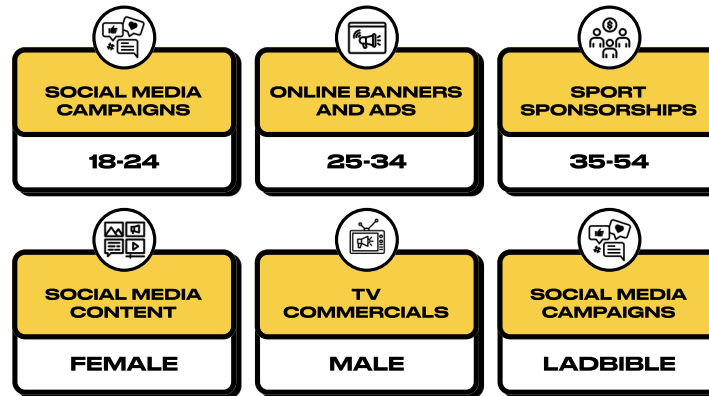 SOCIAL MEDIA
CAMPAIGNS
18-24
ONLINE BANNERS
AND ADS
25-34
SPORT
SPONSORSHIPS
35-54
SOCIAL MEDIA
CONTENT
FEMALE
TV
COMMERCIALS
MALE
SOCIAL MEDIA
CAMPAIGNS
LADBIBLE